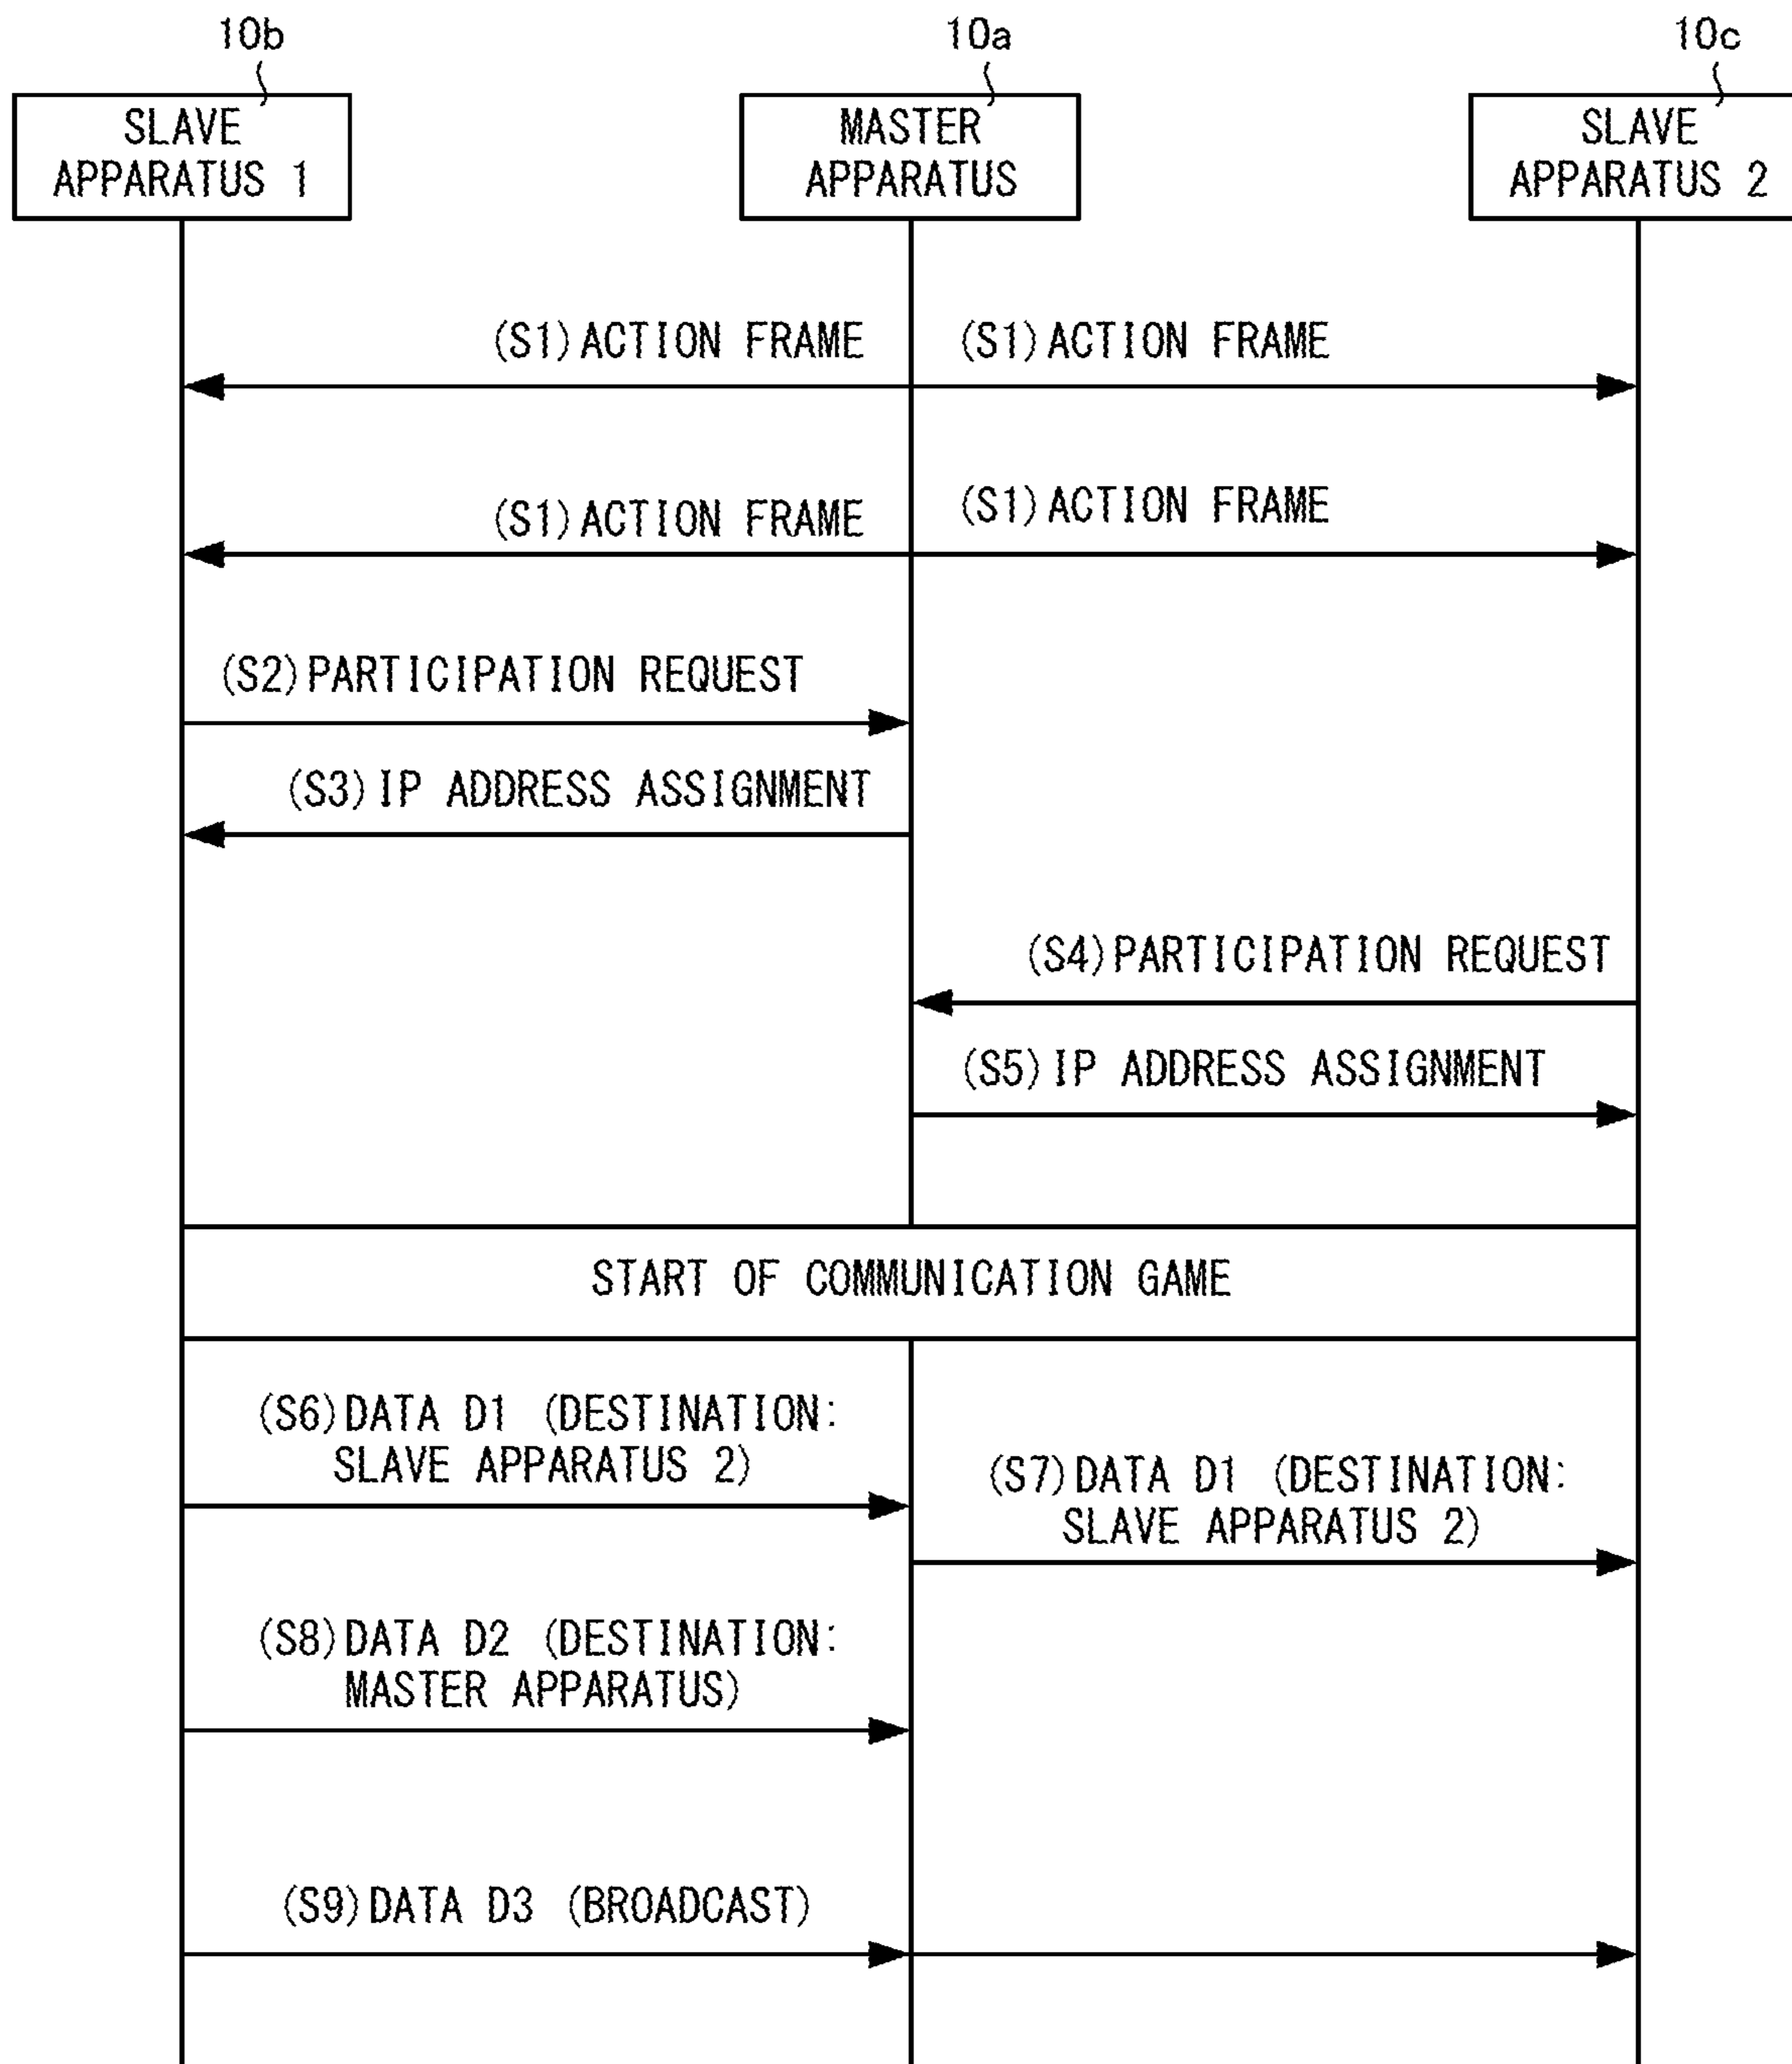 10b
10a
10c
SLAVE
APPARATUS 1
MASTER
APPARATUS
SLAVE
APPARATUS 2
(S1)ACTION FRAME
(S1)ACTION FRAME
(S1)ACTION FRAME
(S1)ACTION FRAME
(S2)PARTICIPATION REQUEST
(S3)IP ADDRESS ASSIGNMENT
(S4)PARTICIPATION REQUEST
(S5)IP ADDRESS ASSIGNMENT
START OF COMMUNICATION GAME
(S6)DATA D1 (DESTINATION:
SLAVE APPARATUS 2)
(S7)DATA D1 (DESTINATION:
SLAVE APPARATUS 2)
(S8)DATA D2 (DESTINATION:
MASTER APPARATUS)
(S9)DATA D3 (BROADCAST)